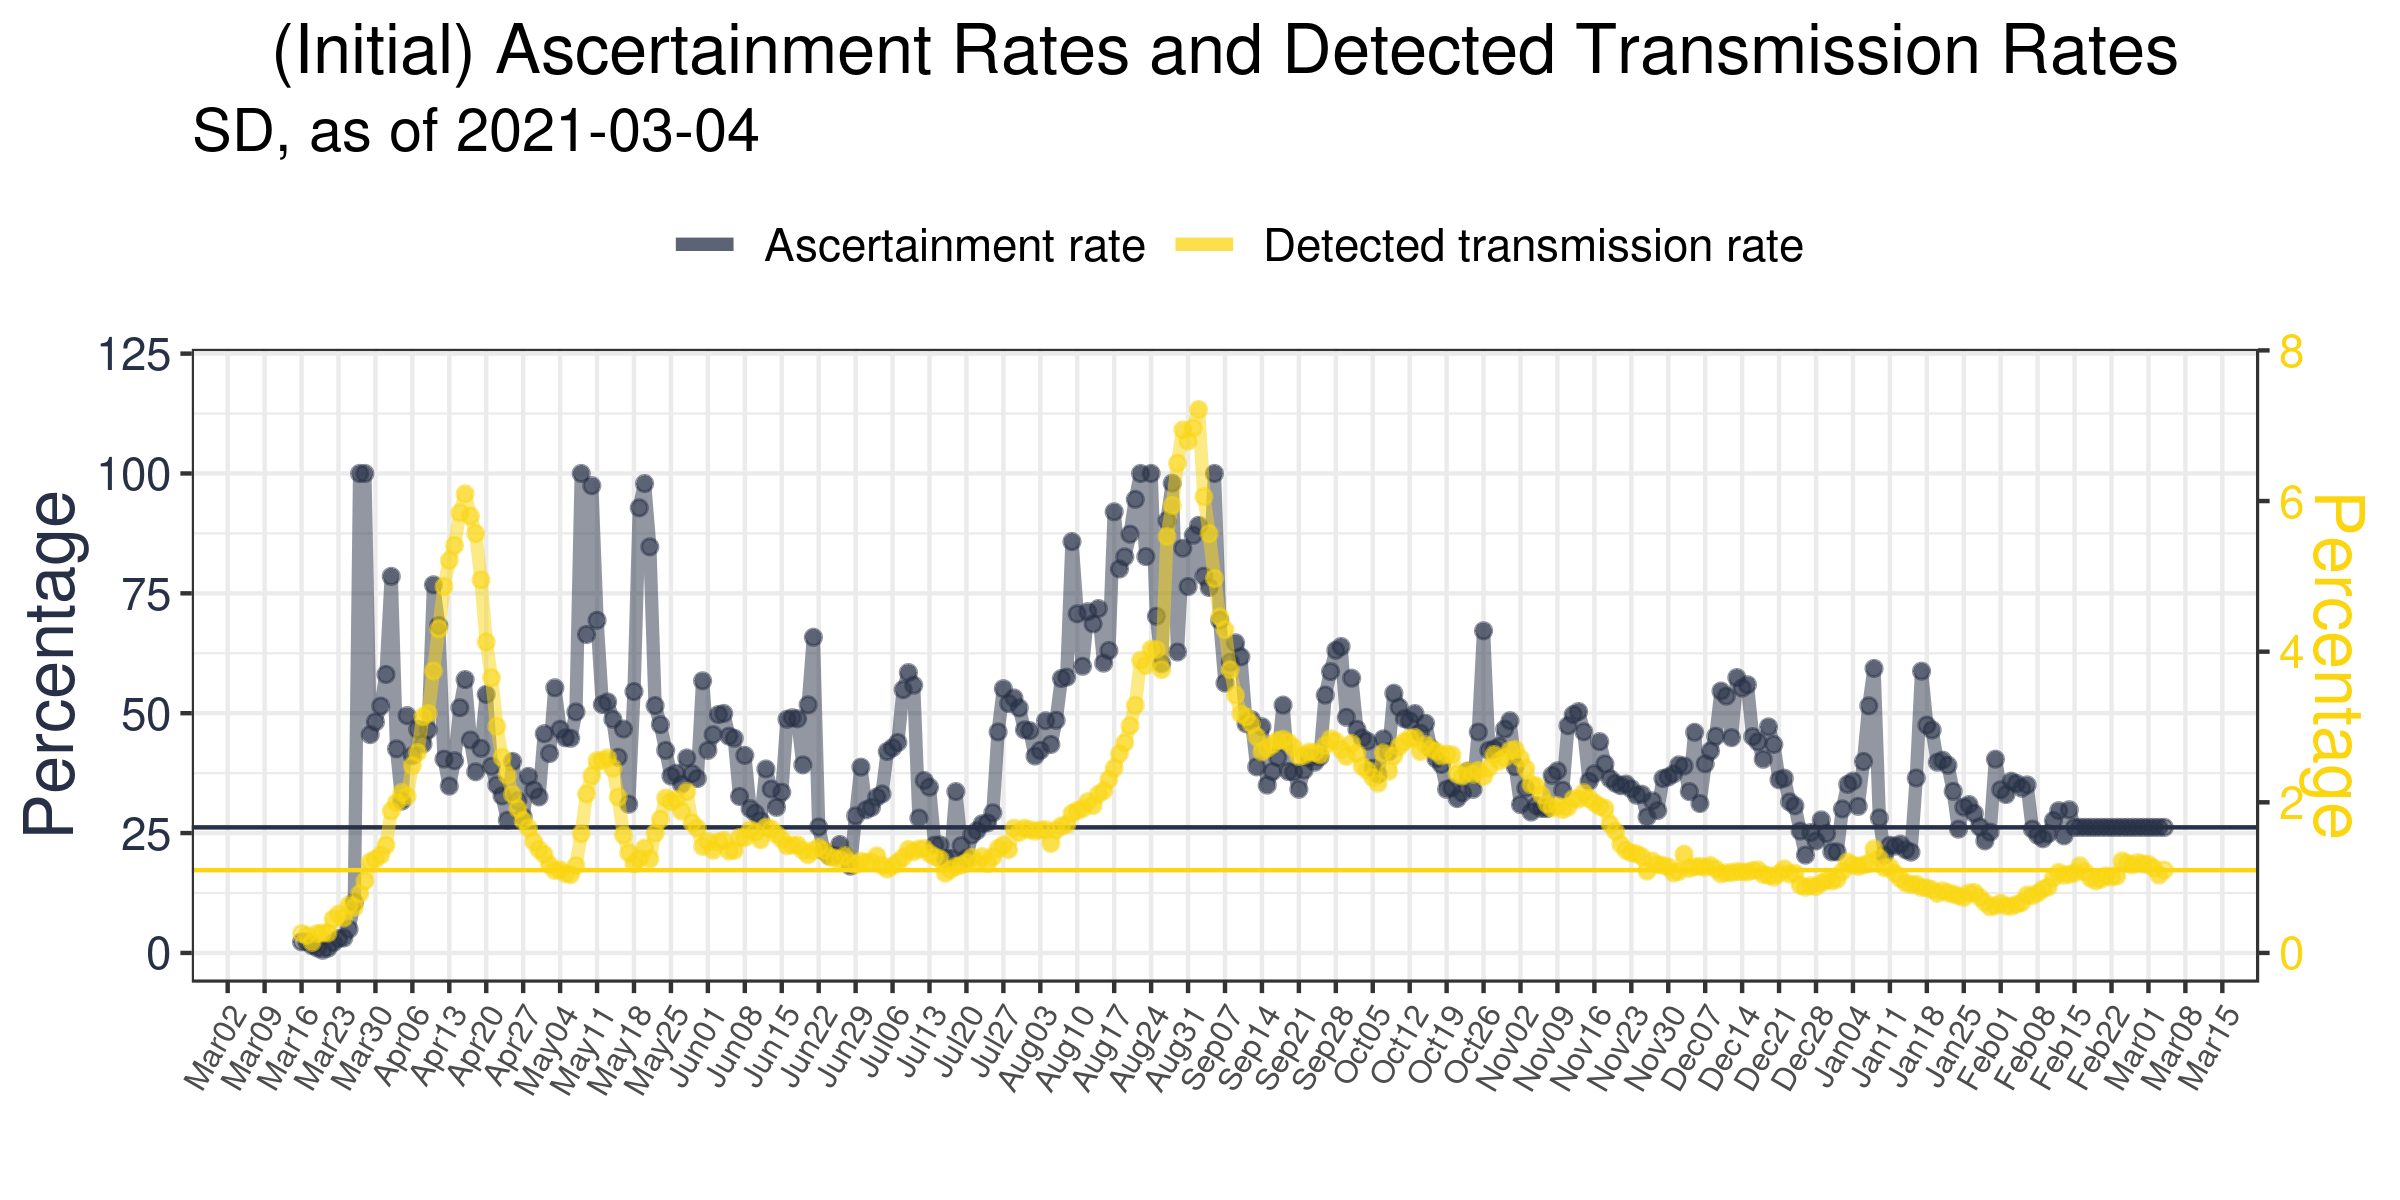 (Initial) Ascertainment Rates and Detected Transmission Rates
SD, as of 2021-03-04
Ascertainment rate
Detected transmission rate
Percentage
125
100
75
50
25
0
8
6
4
2
0
Percentage
Mar02
Mar09
Mar16
Mar23
Mar30
Apr06
Apr13
Apr20
Apr27
May04
May11
May18
May25
Jun01
Jun08
Jun15
Jun22
Jun29
Jul06
Jul13
Jul20
Jul27
Aug03
Aug10
Aug17
Aug24
Aug31
Sep07
Sep14
Sep21
Sep28
Oct05
Oct12
Oct19
Oct26
Nov02
Nov09
Nov16
Nov23
Nov30
Dec07
Dec14
Dec21
Dec28
Jan04
Jan11
Jan18
Jan25
Feb01
Feb08
Feb15
Feb22
Mar01
Mar08
Mar15